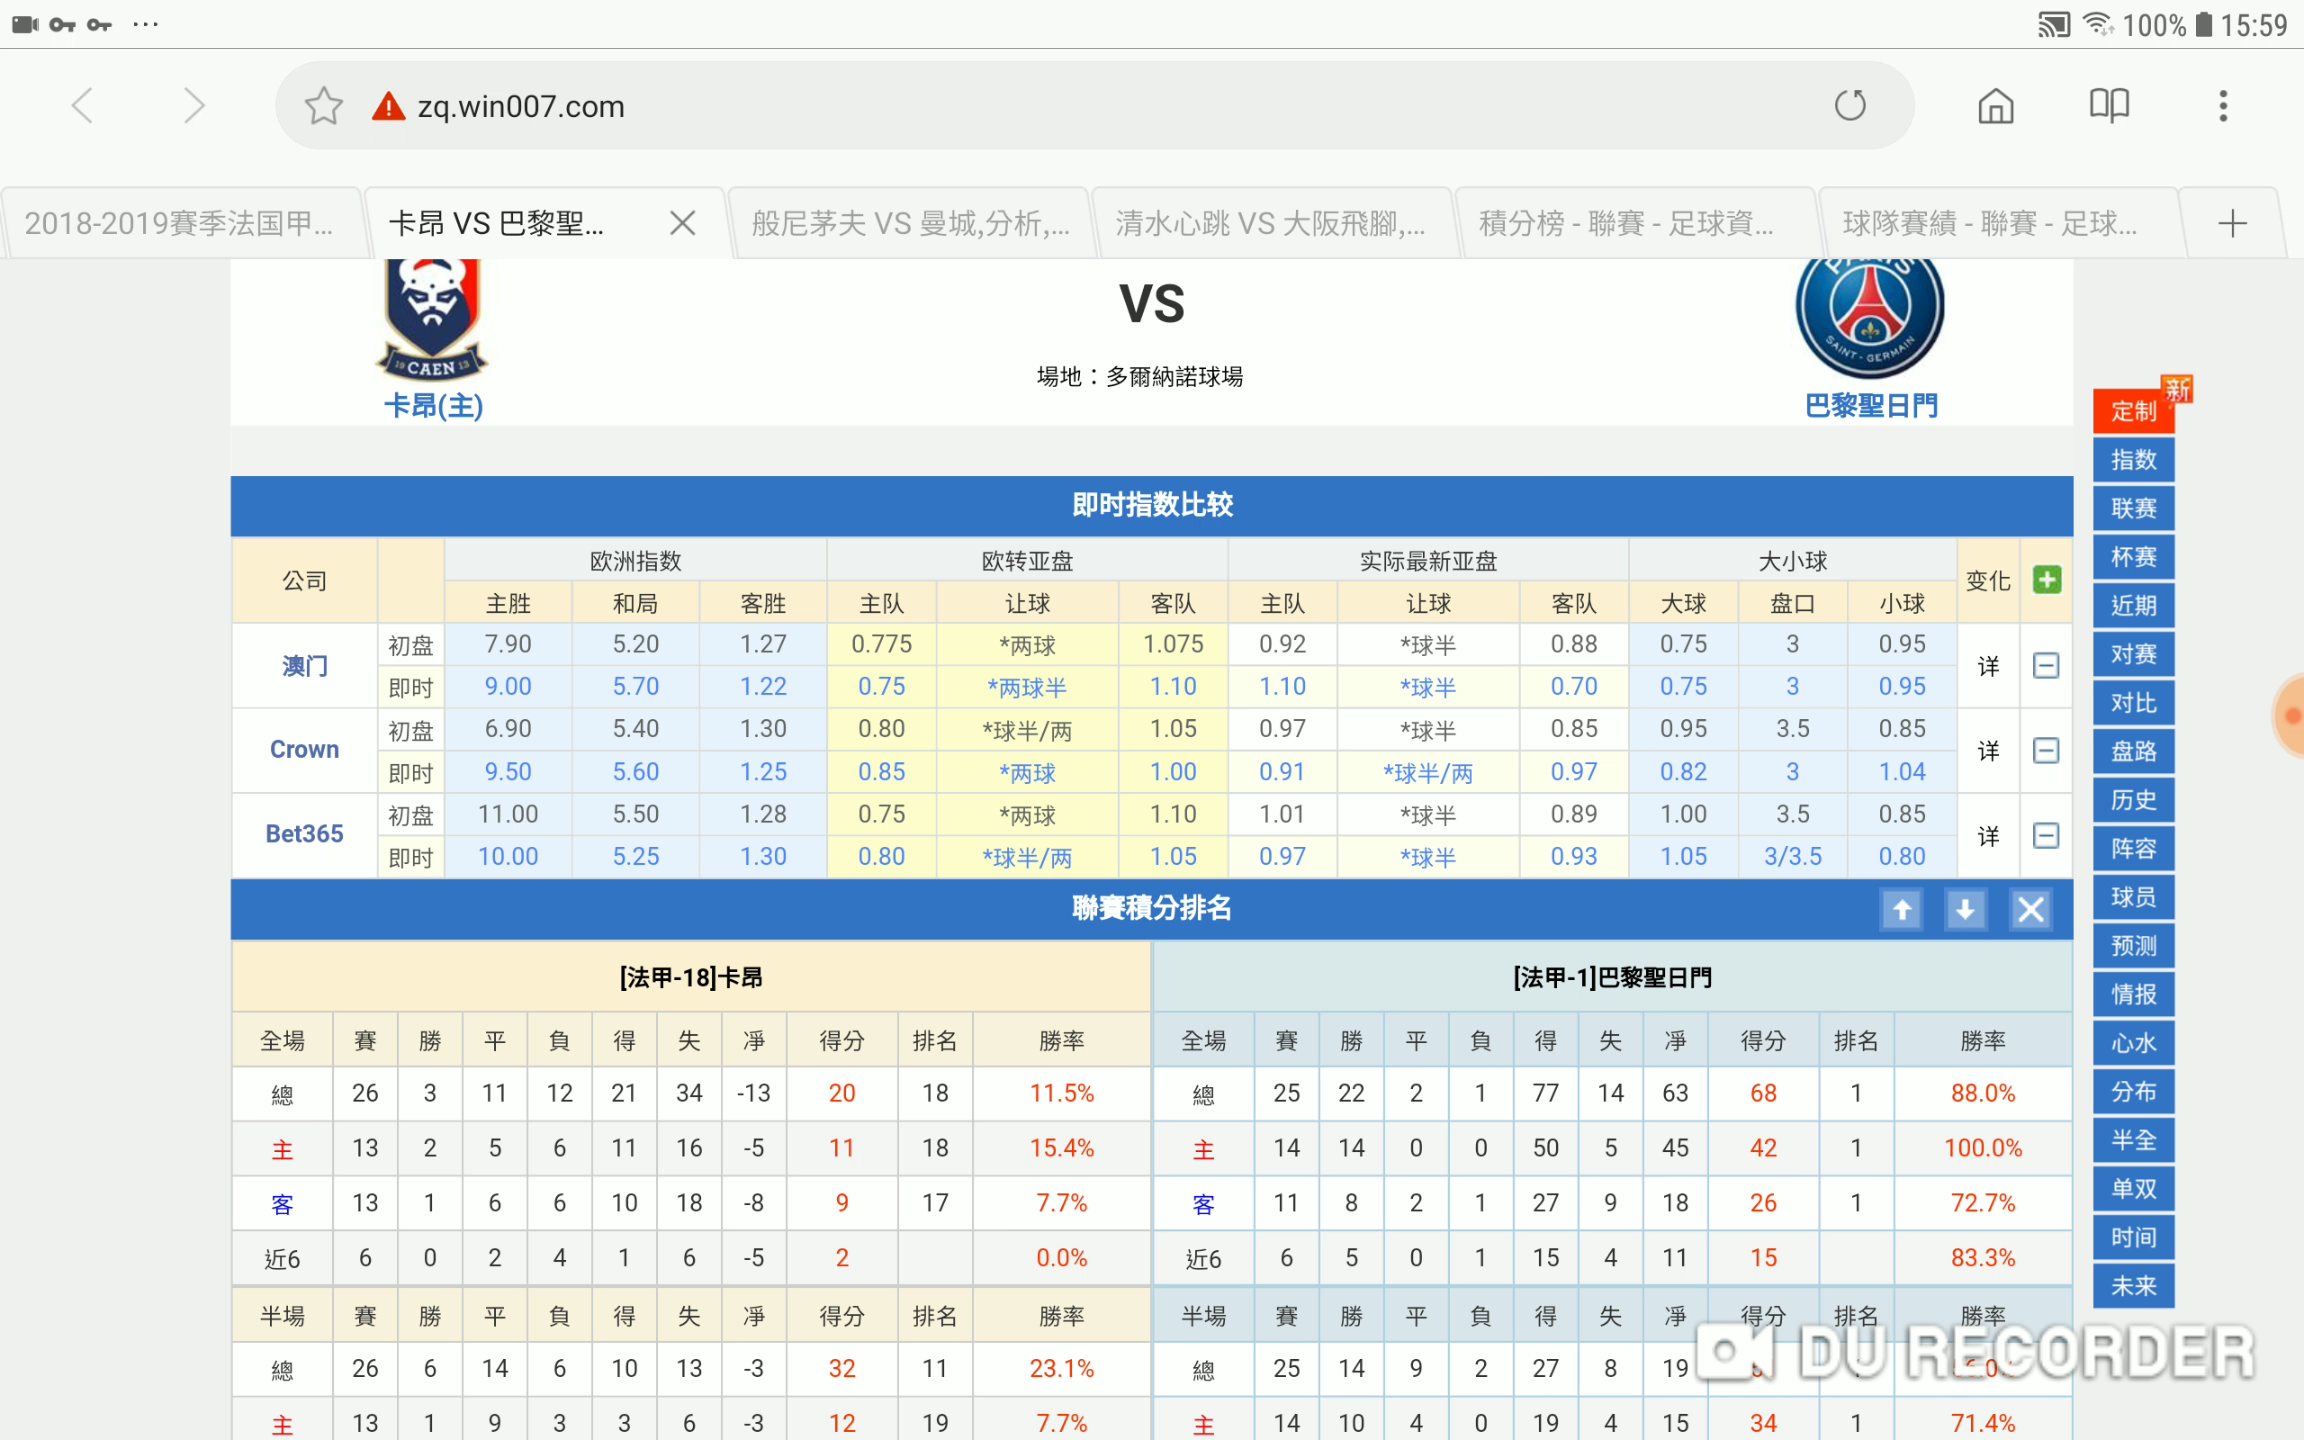 100% 15:59
zq.win007.com
2018-2019賽季法国甲...
卡昂 VS 巴黎聖...
般尼茅夫 VS 曼城,分析,...
清水心跳 VS 大阪飛腳,...
積分榜 - 聯賽 - 足球資...
球隊賽績 - 聯賽 - 足球...
CAEN
卡昂(主)
VS
場地：多爾納諾球場
PARIS
SAINT-GERMAIN
巴黎聖日門
新
定制
指数
联赛
杯赛
近期
对赛
对比
盘路
历史
阵容
球员
预测
情报
心水
分布
半全
单双
时间
未来
即时指数比较
公司 欧洲指数 欧转亚盘 实际最新亚盘 大小球 变化
主胜 和局 客胜 主队 让球 客队 主队 让球 客队 大球 盘口 小球
澳门 初盘 7.90 5.20 1.27 0.775 *两球 1.075 0.92 *球半 0.88 0.75 3 0.95 详
即时 9.00 5.70 1.22 0.75 *两球半 1.10 1.10 *球半 0.70 0.75 3 0.95
Crown 初盘 6.90 5.40 1.30 0.80 *球半/两 1.05 0.97 *球半 0.85 0.95 3.5 0.85 详
即时 9.50 5.60 1.25 0.85 *两球 1.00 0.91 *球半/两 0.97 0.82 3 1.04
Bet365 初盘 11.00 5.50 1.28 0.75 *两球 1.10 1.01 *球半 0.89 1.00 3.5 0.85 详
即时 10.00 5.25 1.30 0.80 *球半/两 1.05 0.97 *球半 0.93 1.05 3/3.5 0.80
聯賽積分排名
[法甲-18]卡昂
全場 賽 勝 平 負 得 失 凈 得分 排名 勝率
總 26 3 11 12 21 34 -13 20 18 11.5%
主 13 2 5 6 11 16 -5 11 18 15.4%
客 13 1 6 6 10 18 -8 9 17 7.7%
近6 6 0 2 4 1 6 -5 2 0.0%
半場 賽 勝 平 負 得 失 凈 得分 排名 勝率
總 26 6 14 6 10 13 -3 32 11 23.1%
主 13 1 9 3 3 6 -3 12 19 7.7%
[法甲-1]巴黎聖日門
全場 賽 勝 平 負 得 失 凈 得分 排名 勝率
總 25 22 2 1 77 14 63 68 1 88.0%
主 14 14 0 0 50 5 45 42 1 100.0%
客 11 8 2 1 27 9 18 26 1 72.7%
近6 6 5 0 1 15 4 11 15 83.3%
半場 賽 勝 平 負 得 失 凈 得分 排名 勝率
總 25 14 9 2 27 8 19
主 14 10 4 0 19 4 15 34 1 71.4%
DU RECORDER